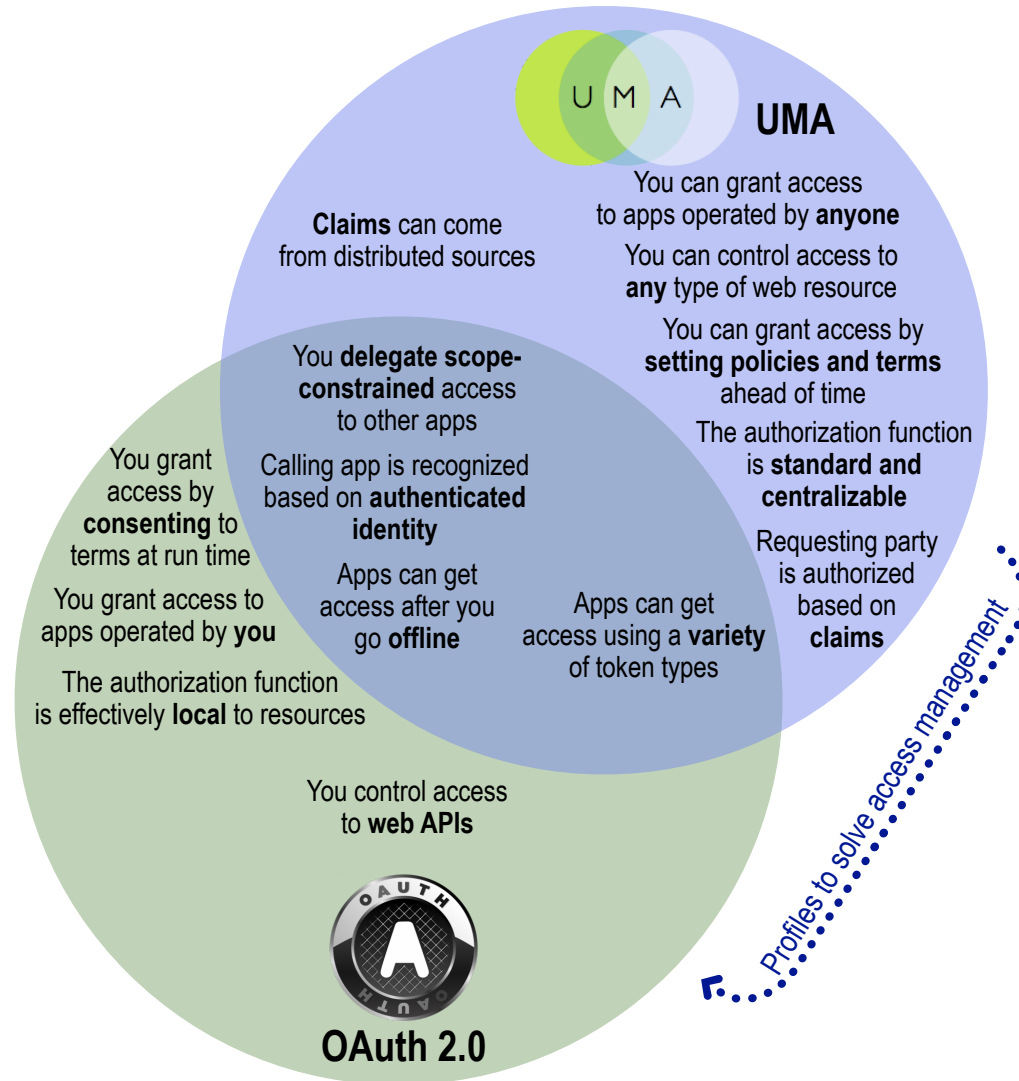 U M A
UMA
You can grant access
to apps operated by anyone
Claims can come
from distributed sources
You can control access to
any type of web resource
You can grant access by
setting policies and terms
ahead of time
The authorization function
is standard and
centralizable
Requesting party
is authorized
based on
claims
You delegate scope-
constrained access
to other apps
Calling app is recognized
based on authenticated
identity
Apps can get
access after you
go offline
Apps can get
access using a variety
of token types
You grant
access by
consenting to
terms at run time
You grant access to
apps operated by you
The authorization function
is effectively local to resources
You control access
to web APIs
Profiles to solve access management
OAUTH
A
OAUTH
OAuth 2.0